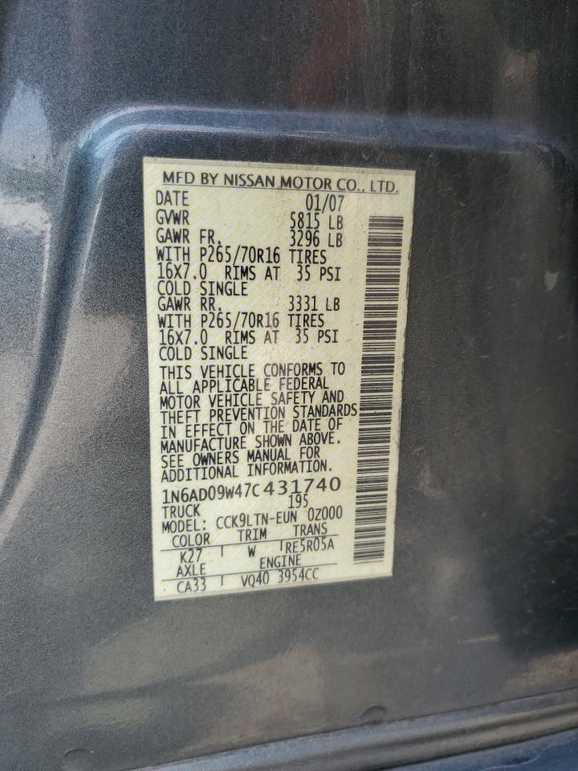 MFD BY NISSAN MOTOR CO., LTD.
DATE 01/07
GVWR 5815 LB
GAWR FR. 3296 LB
WITH P265/70R16 TIRES
16X7.0 RIMS AT 35 PSI
COLD SINGLE
GAWR RR. 3331 LB
WITH P265/70R16 TIRES
16X7.0 RIMS AT 35 PSI
COLD SINGLE
THIS VEHICLE CONFORMS TO
ALL APPLICABLE FEDERAL
MOTOR VEHICLE SAFETY AND
THEFT PREVENTION STANDARDS
IN EFFECT ON THE DATE OF
MANUFACTURE SHOWN ABOVE.
SEE OWNERS MANUAL FOR
ADDITIONAL INFORMATION.
1N6AD09W47C431740
TRUCK 195
MODEL: CCK9LTN-EUN OZ000
COLOR TRIM TRANS
K27 W RE5R05A
AXLE ENGINE
CA33 VQ40 3954CC